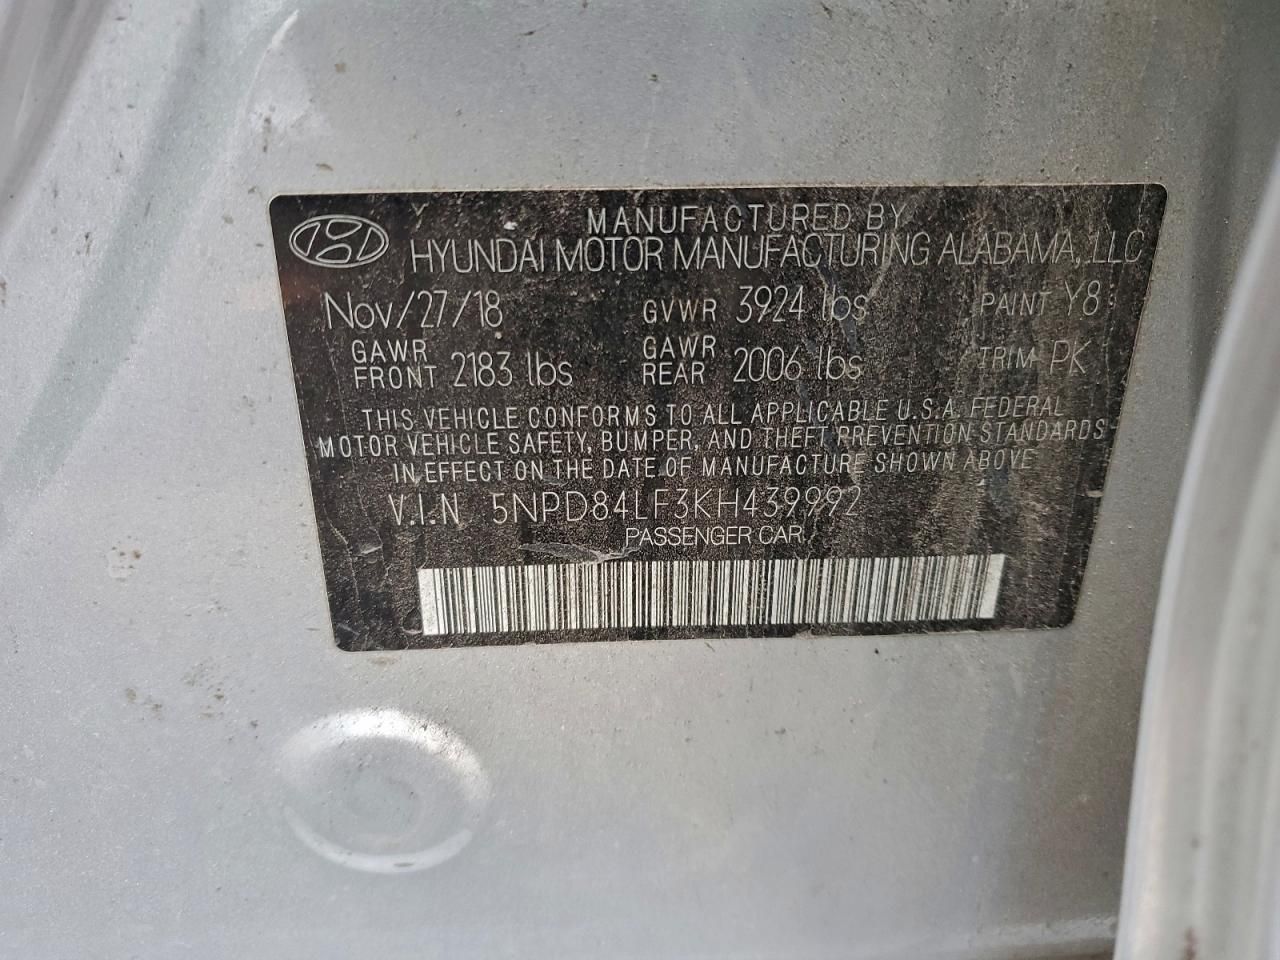 MANUFACTURED BY
HYUNDAI MOTOR MANUFACTURING ALABAMA, LLC
Nov/27/18 GVWR 3924 lbs PAINT Y8
GAWR FRONT 2183 lbs GAWR REAR 2006 lbs TRIM PK
THIS VEHICLE CONFORMS TO ALL APPLICABLE U.S.A. FEDERAL
MOTOR VEHICLE SAFETY, BUMPER, AND THEFT PREVENTION STANDARDS
IN EFFECT ON THE DATE OF MANUFACTURE SHOWN ABOVE
V.I.N 5NPD84LF3KH439992
PASSENGER CAR